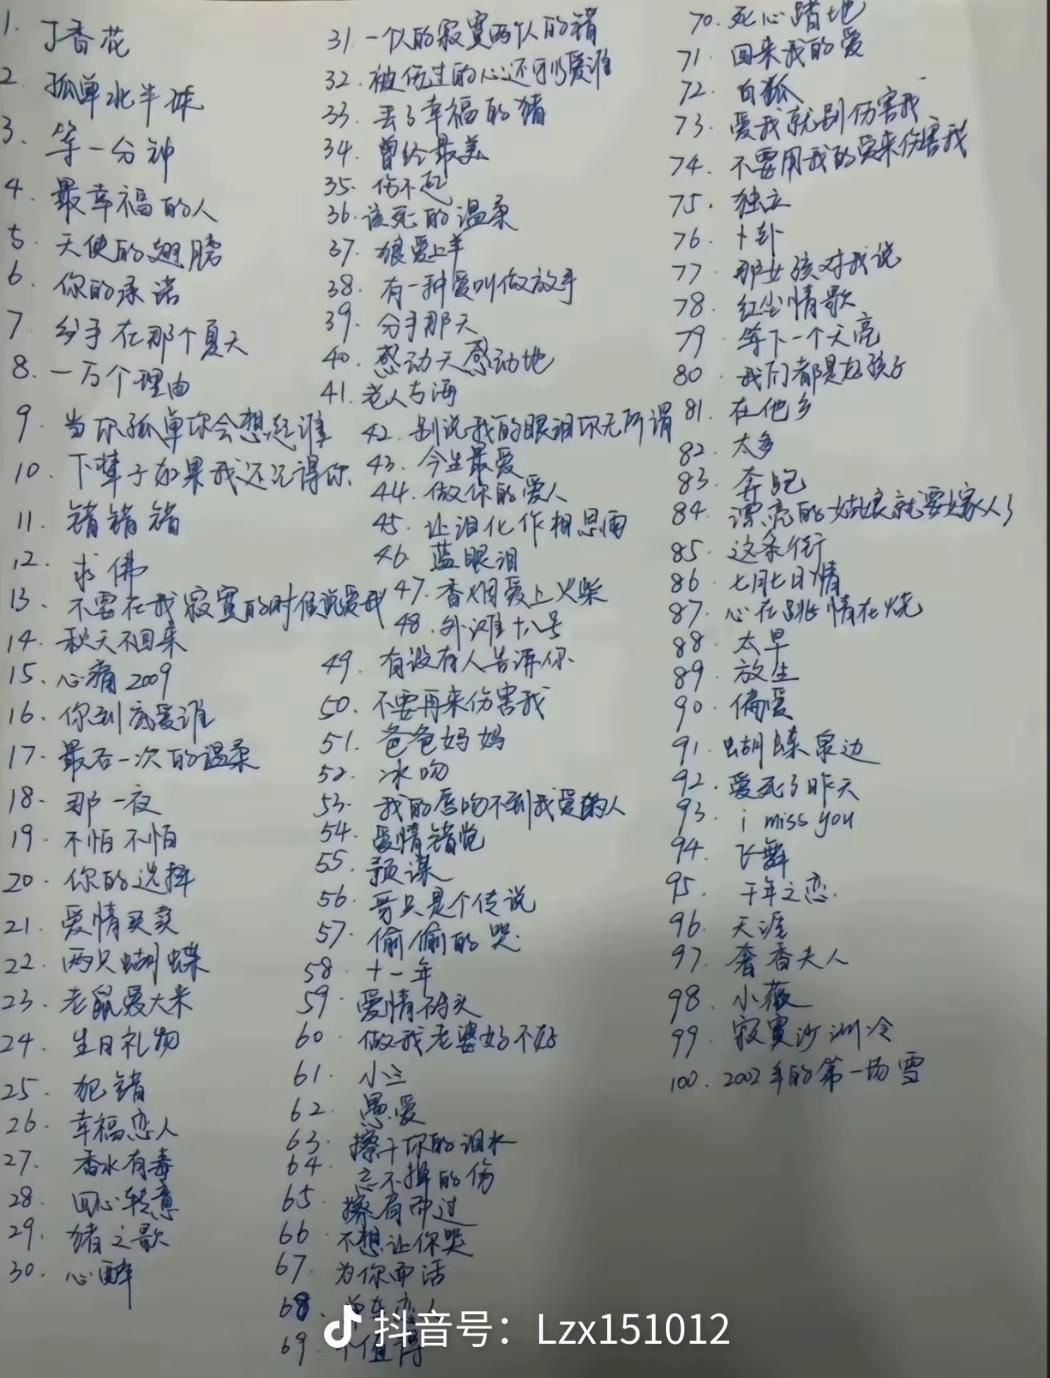 1. 丁香花
2. 孤单北半球
3. 等一分钟
4. 最幸福的人
5. 天使的翅膀
6. 你的承诺
7. 分手在那个夏天
8. 一万个理由
9. 当你孤单你会想起谁
10. 下辈子如果我还记得你
11. 错错错
12. 求佛
13. 不要在我寂寞的时候说爱我
14. 秋天不回来
15. 心痛2009
16. 你到底爱谁
17. 最后一次的温柔
18. 那一夜
19. 不怕不怕
20. 你的选择
21. 爱情买卖
22. 两只蝴蝶
23. 老鼠爱大米
24. 生日礼物
25. 犯错
26. 幸福恋人
27. 香水有毒
28. 回心转意
29. 猪之歌
30. 心醉
31. 一个人的寂寞两个人的错
32. 被伤过的心还可以爱谁
33. 丢了幸福的猪
34. 曾经最美
35. 伤不起
36. 该死的温柔
37. 狼爱上羊
38. 有一种爱叫做放手
39. 分手那天
40. 感动天感动地
41. 老人与海
42. 别说我的眼泪你无所谓
43. 今生最爱
44. 做你的爱人
45. 让泪化作相思雨
46. 蓝眼泪
47. 香烟爱上火柴
48. 外滩十八号
49. 有没有人告诉你
50. 不要再来伤害我
51. 爸爸妈妈
52. 冰吻
53. 我的唇吻不到我爱的人
54. 爱情错觉
55. 预谋
56. 哥只是个传说
57. 偷偷的哭
58. 十一年
59. 爱情码头
60. 做我老婆好不好
61. 小三
62. 愚爱
63. 擦干你的泪水
64. 忘不掉的伤
65. 擦肩而过
66. 不想让你哭
67. 为你而活
68. 单车恋人
69. 不值得
70. 死心踏地
71. 回来我的爱
72. 白狐
73. 爱我就别伤害我
74. 不要用我的爱来伤害我
75. 独立
76. 卜卦
77. 那女孩对我说
78. 红尘情歌
79. 等下一个天亮
80. 我们都是好孩子
81. 在他乡
82. 太多
83. 奔跑
84. 漂亮的姑娘就要嫁人了
85. 这条街
86. 七月七日情
87. 心在跳情在烧
88. 太早
89. 放生
90. 偏爱
91. 蝴蝶泉边
92. 爱死了昨天
93. i miss you
94. 飞舞
95. 千年之恋
96. 天涯
97. 奢香夫人
98. 小薇
99. 寂寞沙洲冷
100. 2002年的第一场雪
抖音号：Lzx151012